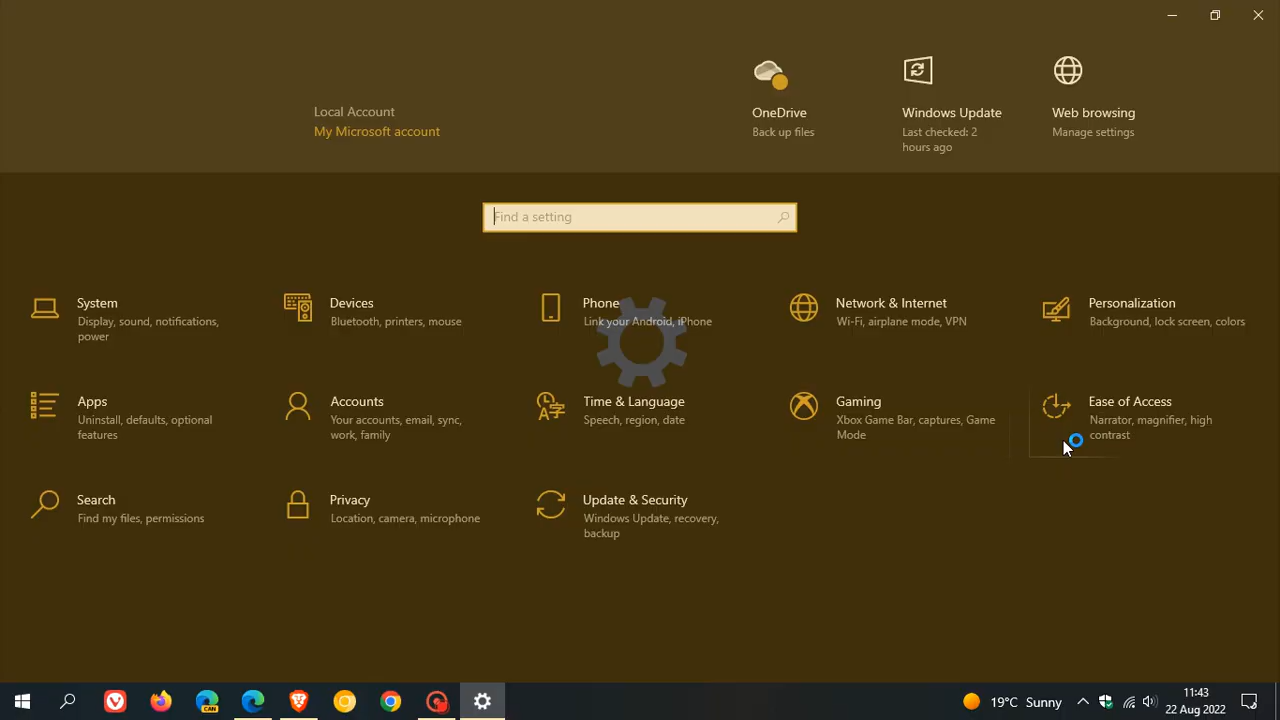 Local Account
My Microsoft account
OneDrive
Back up files
Windows Update
Last checked: 2
hours ago
Web browsing
Manage settings
Find a setting
System
Display, sound, notifications,
power
Devices
Bluetooth, printers, mouse
Phone
Link your Android, iPhone
Network & Internet
Wi-Fi, airplane mode, VPN
Personalization
Background, lock screen, colors
Apps
Uninstall, defaults, optional
features
Accounts
Your accounts, email, sync,
work, family
Time & Language
Speech, region, date
Gaming
Xbox Game Bar, captures, Game
Mode
Ease of Access
Narrator, magnifier, high
contrast
Search
Find my files, permissions
Privacy
Location, camera, microphone
Update & Security
Windows Update, recovery,
backup
CAN
19°C Sunny
11:43
22 Aug 2022